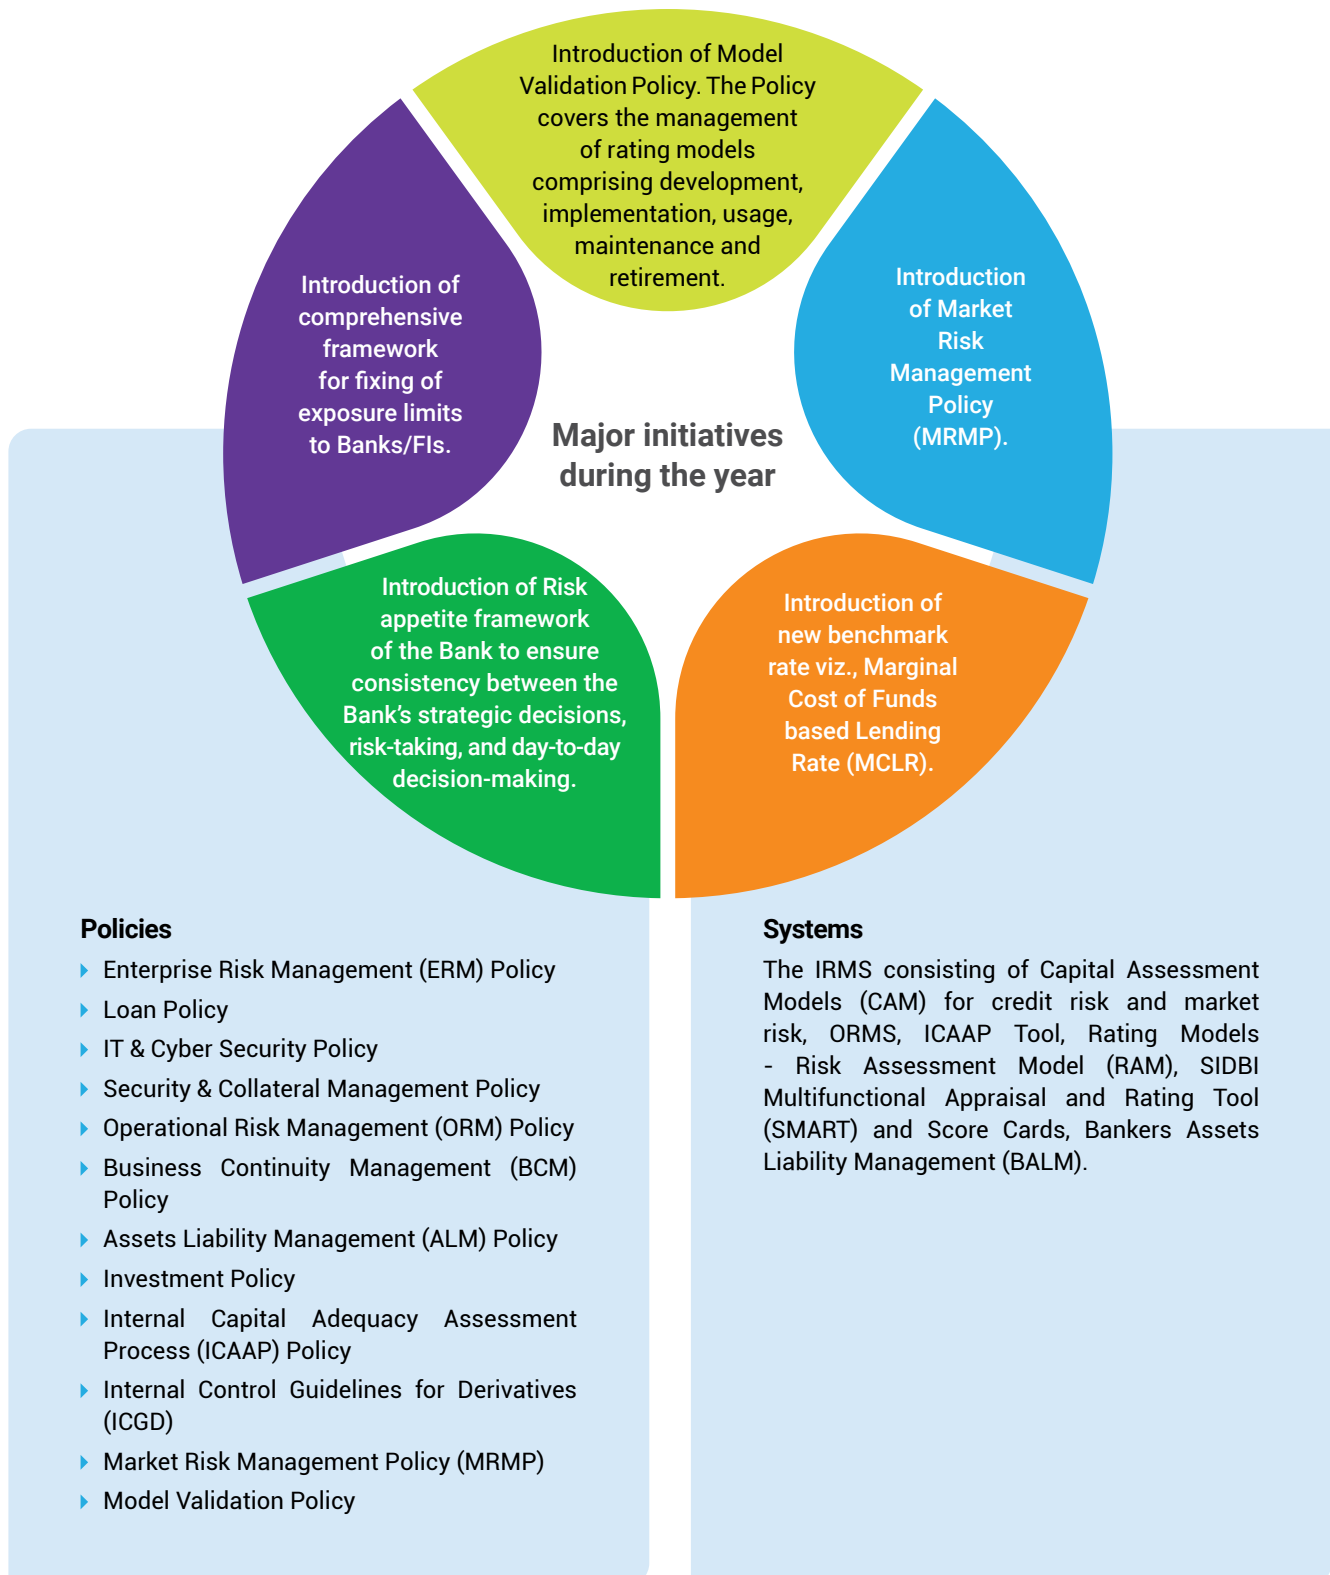 Introduction of Model
Validation Policy. The Policy
covers the management
of rating models
comprising development,
implementation, usage,
maintenance and
retirement.
Introduction of
comprehensive
framework
for fixing of
exposure limits
to Banks/FIs.
Introduction
of Market
Risk
Management
Policy
(MRMP).
Major initiatives
during the year
Introduction of Risk
appetite framework
of the Bank to ensure
consistency between the
Bank's strategic decisions,
risk-taking, and day-to-day
decision-making.
Introduction of
new benchmark
rate viz., Marginal
Cost of Funds
based Lending
Rate (MCLR).
Policies
Enterprise Risk Management (ERM) Policy
Loan Policy
IT & Cyber Security Policy
Security & Collateral Management Policy
Operational Risk Management (ORM) Policy
Business Continuity Management (BCM)
Policy
Assets Liability Management (ALM) Policy
Investment Policy
Internal Capital Adequacy Assessment
Process (ICAAP) Policy
Internal Control Guidelines for Derivatives
(ICGD)
Market Risk Management Policy (MRMP)
Model Validation Policy
Systems
The IRMS consisting of Capital Assessment
Models (CAM) for credit risk and market
risk, ORMS, ICAAP Tool, Rating Models
- Risk Assessment Model (RAM), SIDBI
Multifunctional Appraisal and Rating Tool
(SMART) and Score Cards, Bankers Assets
Liability Management (BALM).